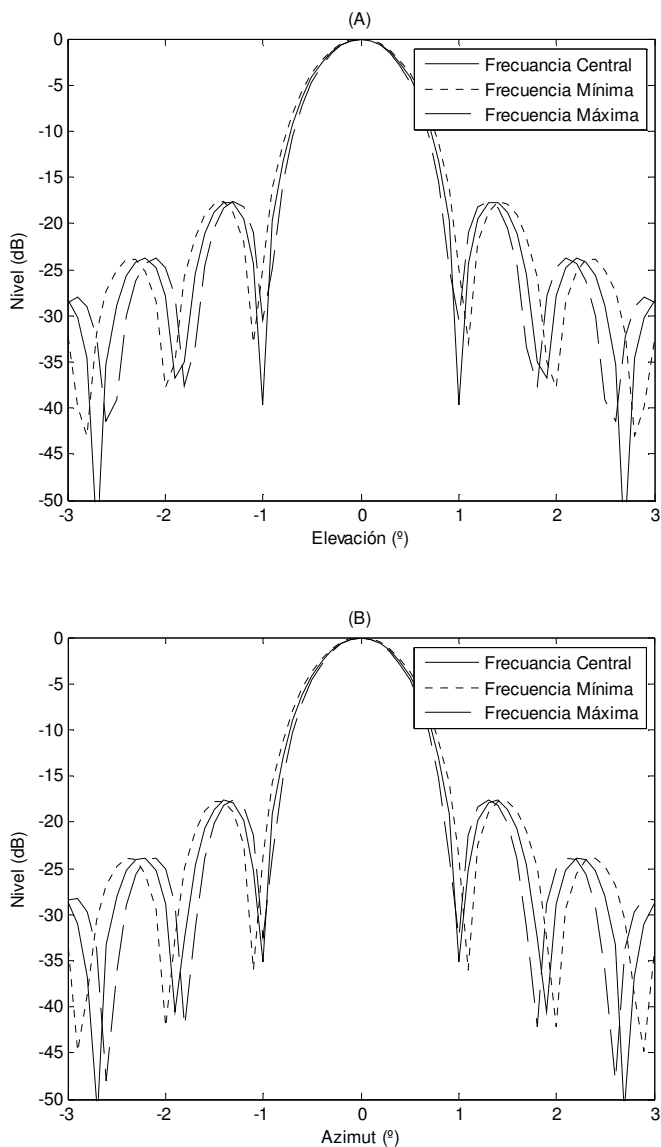 (A)
0
-5
-10
-15
-20
-25
-30
-35
-40
-45
-50
Nivel (dB)
Frecuancia Central
Frecuencia Mínima
Frecuencia Máxima
-3 -2 -1 0 1 2 3
Elevación (º)
(B)
0
-5
-10
-15
-20
-25
-30
-35
-40
-45
-50
Nivel (dB)
Frecuancia Central
Frecuencia Mínima
Frecuencia Máxima
-3 -2 -1 0 1 2 3
Azimut (º)